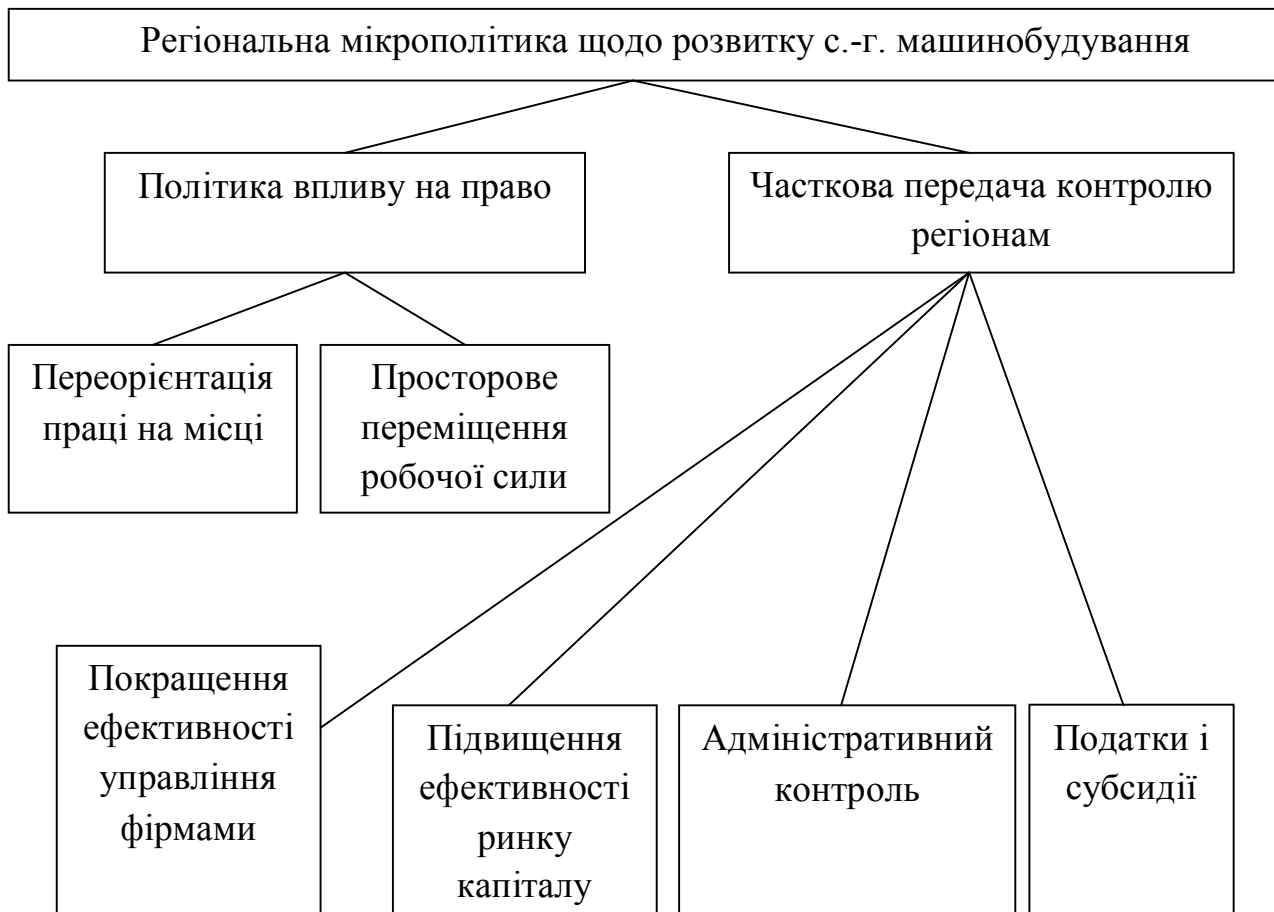 Регіональна мікрополітика щодо розвитку с.-г. машинобудування
Політика впливу на право
Часткова передача контролю
регіонам
Переорієнтація
праці на місці
Просторове
переміщення
робочої сили
Покращення
ефективності
управління
фірмами
Підвищення
ефективності
ринку
капіталу
Адміністративний
контроль
Податки і
субсидії